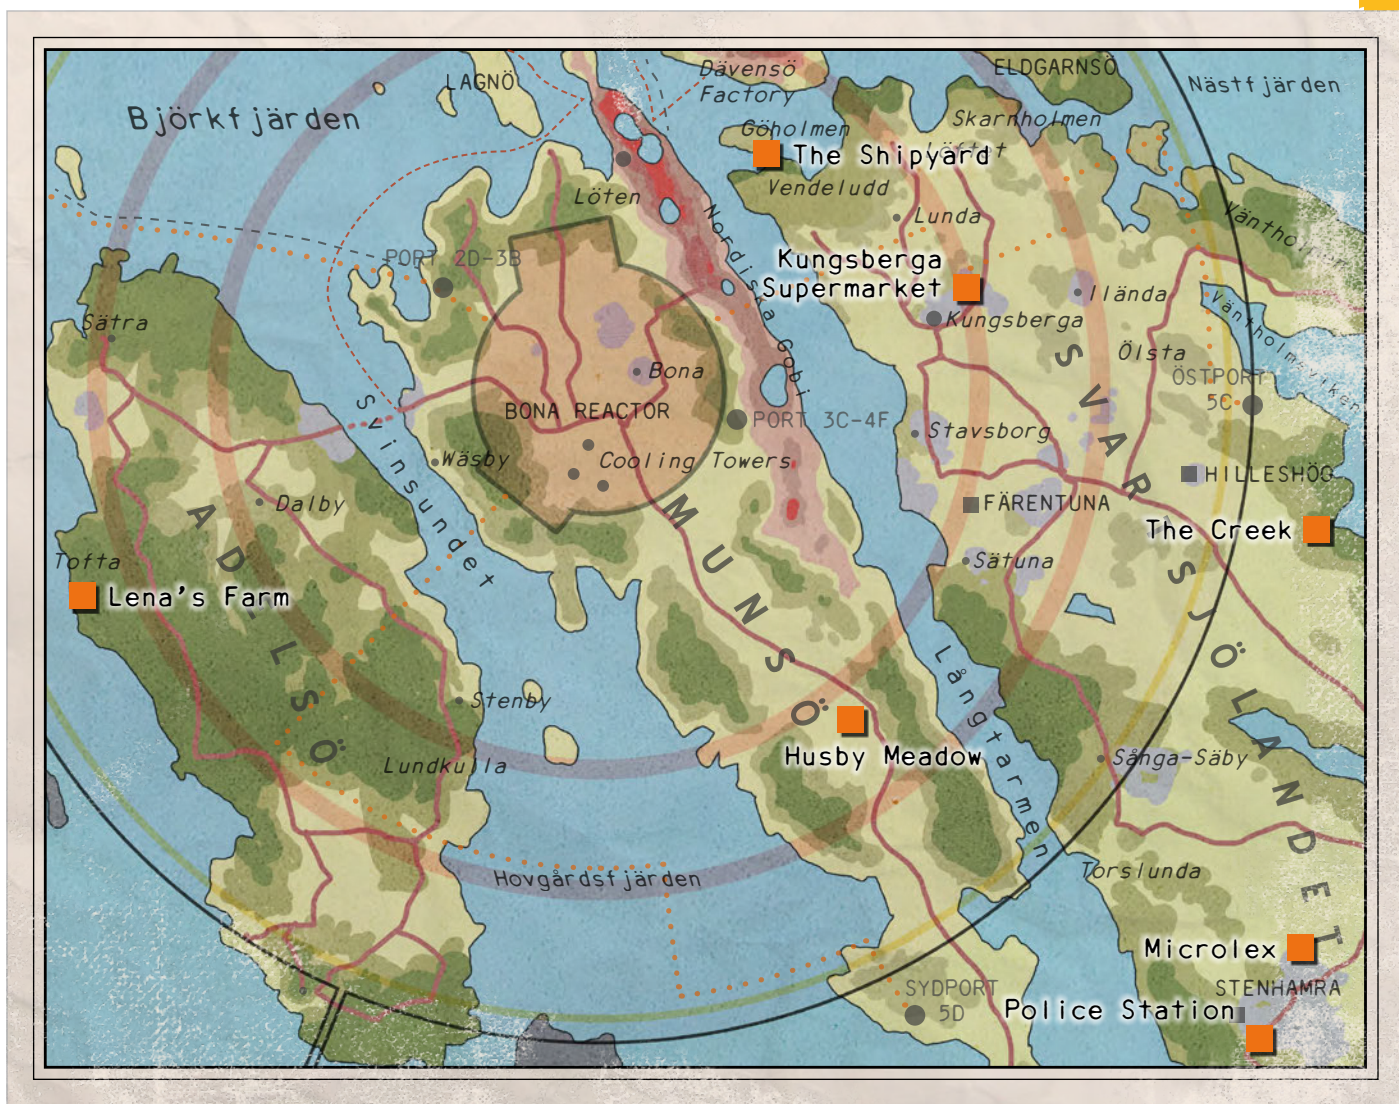 LAGNÖ
Dävensö
Factory
ELDGARNSÖ
Nästfjärden
Björkfjärden
Göholmen
Skarnholmen
The Shipyard
Löftet
Vendeludd
Löten
Lunda
Nordiska Gobi
Vänthol
PORT 2D-3B
Kungsberga
Supermarket
Ilända
Väntholmsviken
Sätra
Kungsberga
Ölsta
ÖSTPORT
5C
Bona
BONA REACTOR
PORT 3C-4F
SVARTSJÖLANDET
Svinsundet
Stavsborg
Wäsby
Cooling Towers
HILLESHÖG
Dalby
FÄRENTUNA
The Creek
ADELSÖ
MUNSÖ
Tofta
Sätuna
Lena's Farm
Långtarmen
Stenby
Husby Meadow
Sånga-Säby
Lundkulla
Hovgårdsfjärden
Torslunda
Microlex
SYDPORT
5D
STENHAMRA
Police Station